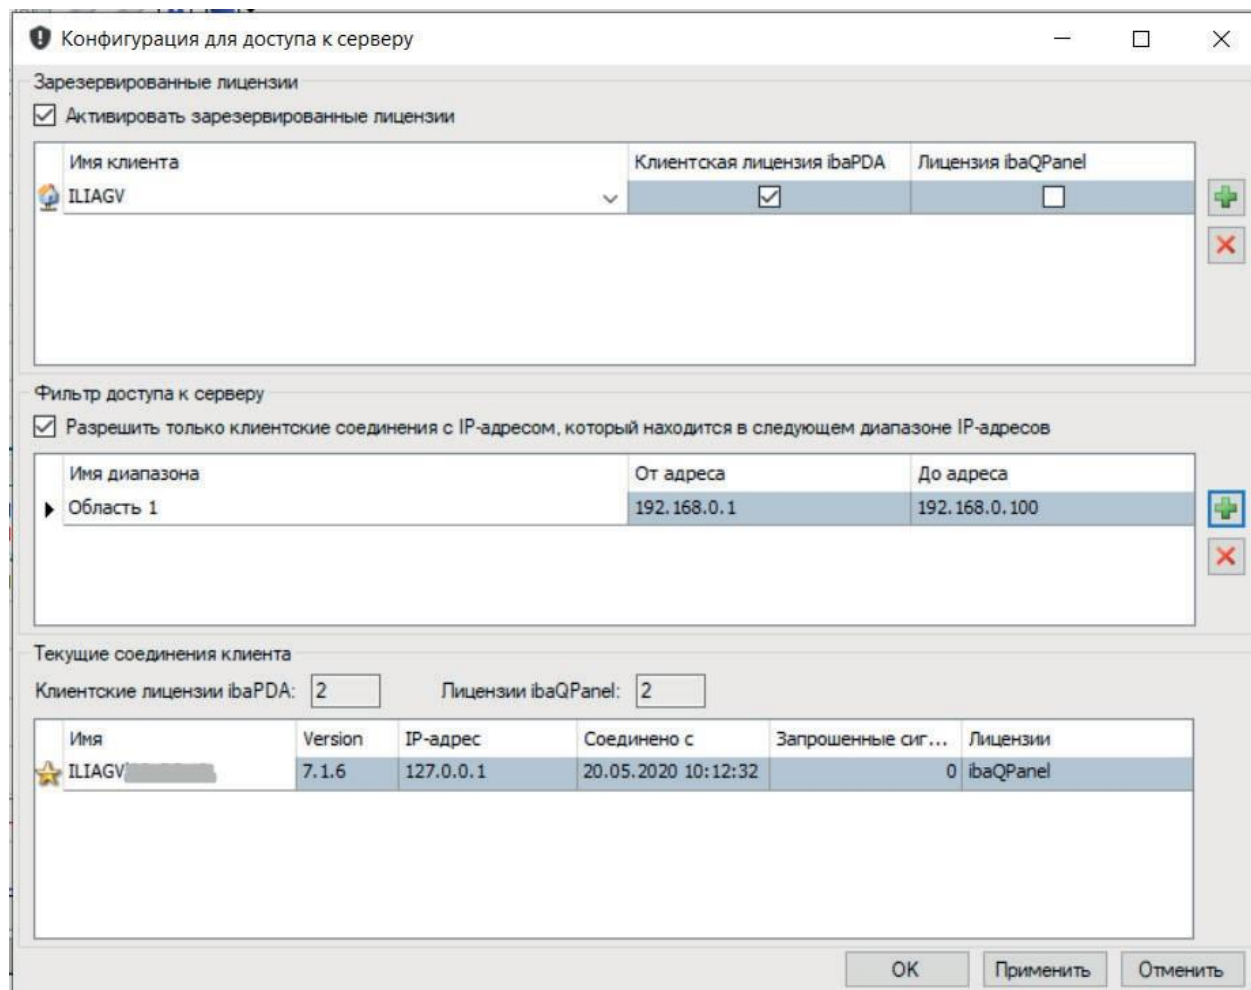 Конфигурация для доступа к серверу
Зарезервированные лицензии
Активировать зарезервированные лицензии
Имя клиента Клиентская лицензия ibaPDA Лицензия ibaQPanel
ILIAGV
Фильтр доступа к серверу
Разрешить только клиентские соединения с IP-адресом, который находится в следующем диапазоне IP-адресов
Имя диапазона От адреса До адреса
Область 1 192.168.0.1 192.168.0.100
Текущие соединения клиента
Клиентские лицензии ibaPDA: 2 Лицензии ibaQPanel: 2
Имя Version IP-адрес Соединено с Запрошенные сиг... Лицензии
ILIAGV 7.1.6 127.0.0.1 20.05.2020 10:12:32 0 ibaQPanel
OK Применить Отменить